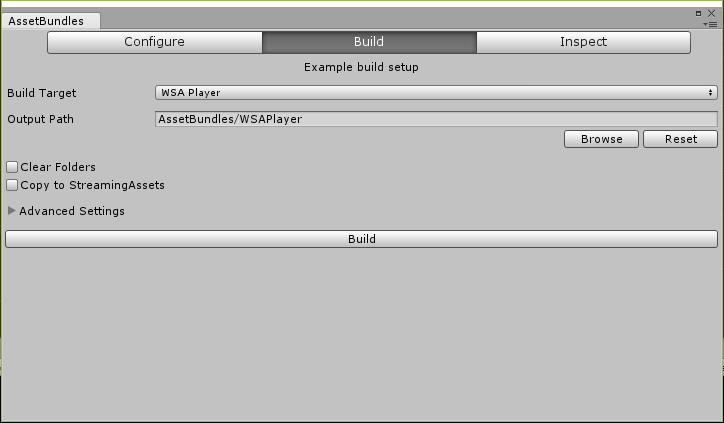 AssetBundles
Configure Build Inspect
Example build setup
Build Target WSA Player
Output Path AssetBundles/WSAPlayer
Browse Reset
Clear Folders
Copy to StreamingAssets
Advanced Settings
Build